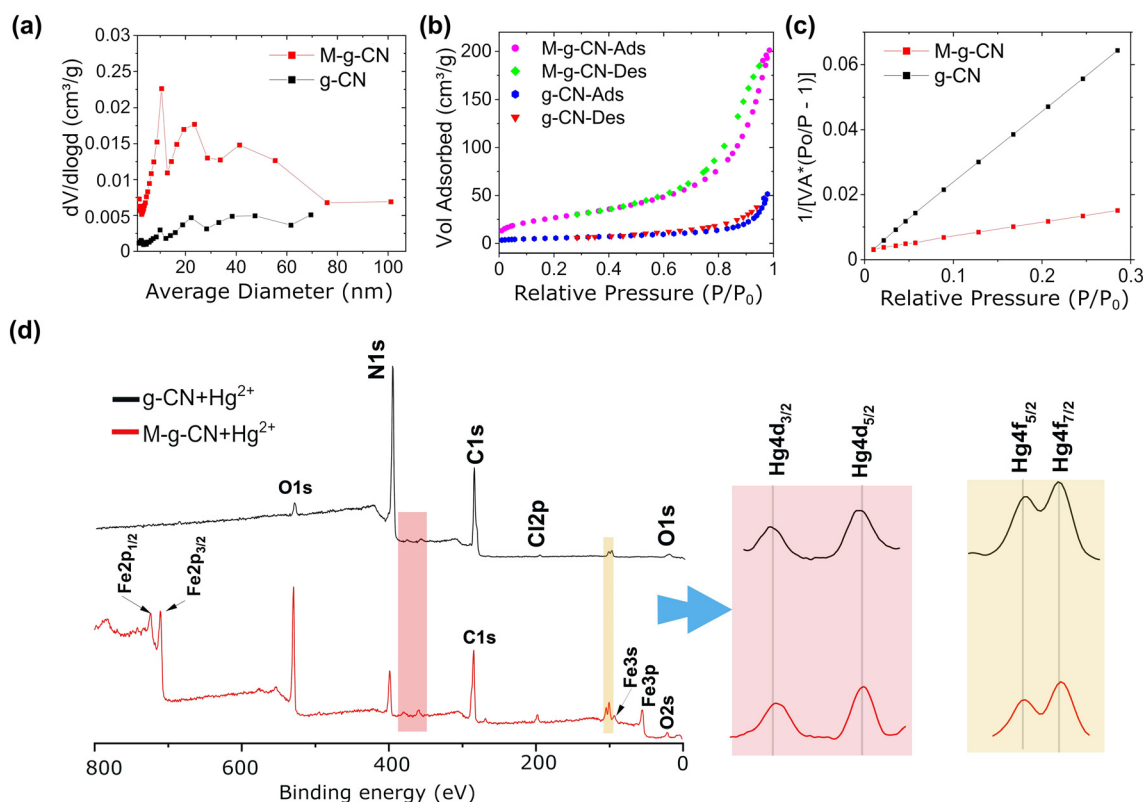 (a)
0.03
0.025
0.02
0.015
0.01
0.005
0
dV/dlogd (cm³/g)
M-g-CN
g-CN
20
40
60
80
100
Average Diameter (nm)
(b)
200
150
100
50
0
Vol Adsorbed (cm³/g)
M-g-CN-Ads
M-g-CN-Des
g-CN-Ads
g-CN-Des
0
0.2
0.4
0.6
0.8
1
Relative Pressure (P/P₀)
(c)
0.06
0.04
0.02
0
1/[VA*(Po/P - 1)]
M-g-CN
g-CN
0
0.1
0.2
0.3
Relative Pressure (P/P₀)
(d)
g-CN+Hg²⁺
M-g-CN+Hg²⁺
O1s
N1s
C1s
Cl2p
O1s
Fe2p1/2
Fe2p3/2
C1s
Fe3s
Fe3p
O2s
800
600
400
200
0
Binding energy (eV)
Hg4d3/2
Hg4d5/2
Hg4f5/2
Hg4f7/2